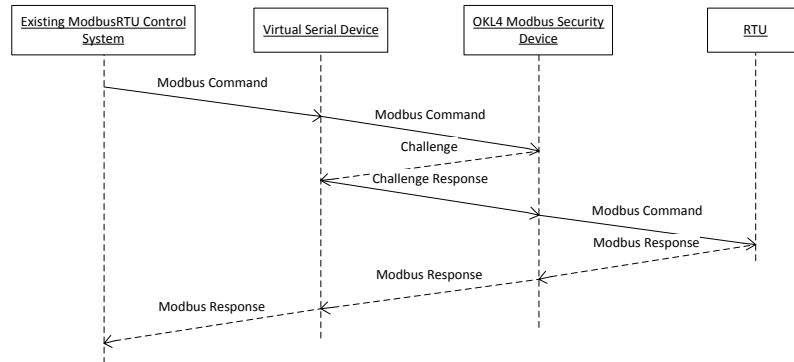 Existing ModbusRTU Control
System
Virtual Serial Device
OKL4 Modbus Security
Device
RTU
Modbus Command
Modbus Command
Challenge
Challenge Response
Modbus Command
Modbus Response
Modbus Response
Modbus Response